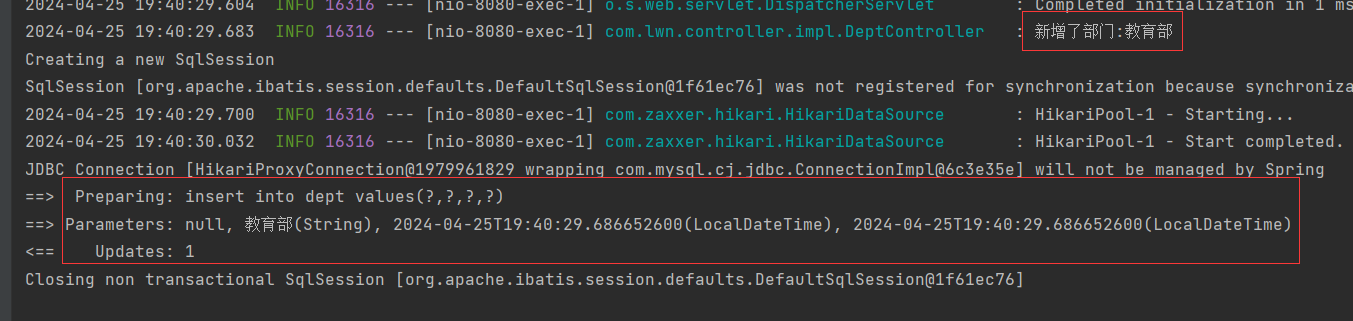 2024-04-25 19:40:29.604  INFO 16316 --- [nio-8080-exec-1] o.s.web.servlet.DispatcherServlet        : Completed initialization in 1 ms
2024-04-25 19:40:29.683  INFO 16316 --- [nio-8080-exec-1] com.lwn.controller.impl.DeptController   : 新增了部门:教育部
Creating a new SqlSession
SqlSession [org.apache.ibatis.session.defaults.DefaultSqlSession@1f61ec76] was not registered for synchronization because synchroniza
2024-04-25 19:40:29.700  INFO 16316 --- [nio-8080-exec-1] com.zaxxer.hikari.HikariDataSource       : HikariPool-1 - Starting...
2024-04-25 19:40:30.032  INFO 16316 --- [nio-8080-exec-1] com.zaxxer.hikari.HikariDataSource       : HikariPool-1 - Start completed.
JDBC Connection [HikariProxyConnection@1979961829 wrapping com.mysql.cj.jdbc.ConnectionImpl@6c3e35e] will not be managed by Spring
==>  Preparing: insert into dept values(?,?,?,?)
==> Parameters: null, 教育部(String), 2024-04-25T19:40:29.686652600(LocalDateTime), 2024-04-25T19:40:29.686652600(LocalDateTime)
<==    Updates: 1
Closing non transactional SqlSession [org.apache.ibatis.session.defaults.DefaultSqlSession@1f61ec76]